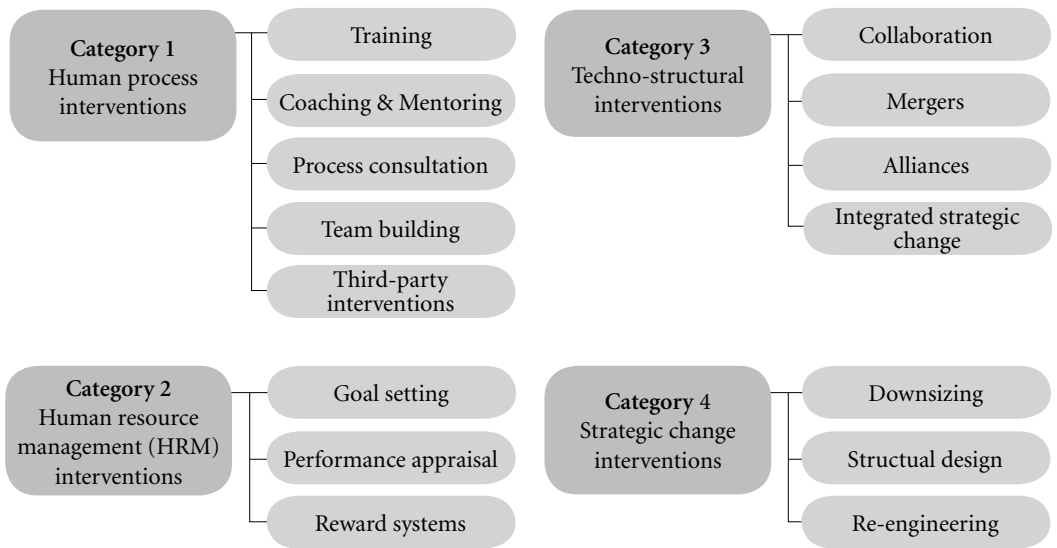 Category 1
Human process
interventions
Training
Coaching & Mentoring
Process consultation
Team building
Third-party
interventions
Category 3
Techno-structural
interventions
Collaboration
Mergers
Alliances
Integrated strategic
change
Category 2
Human resource
management (HRM)
interventions
Goal setting
Performance appraisal
Reward systems
Category 4
Strategic change
interventions
Downsizing
Structual design
Re-engineering